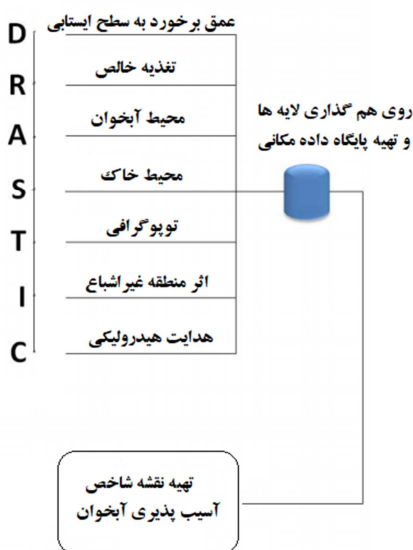 D عمق برخورد به سطح ایستابی
R تغذیه خالص
A محیط آبخوان
S محیط خاک
T توپوگرافی
I اثر منطقه غیراشباع
C هدایت هیدرولیکی
روی هم گذاری لایه ها
و تهیه پایگاه داده مکانی
تهیه نقشه شاخص
آسیب پذیری آبخوان